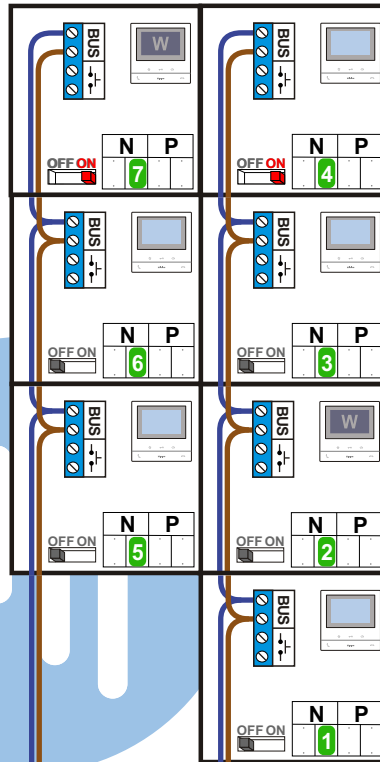 BUS
W
N P
OFF ON
7
BUS
N P
OFF ON
4
BUS
N P
OFF ON
6
BUS
N P
OFF ON
3
BUS
N P
OFF ON
5
BUS
W
N P
OFF ON
2
BUS
N P
OFF ON
1